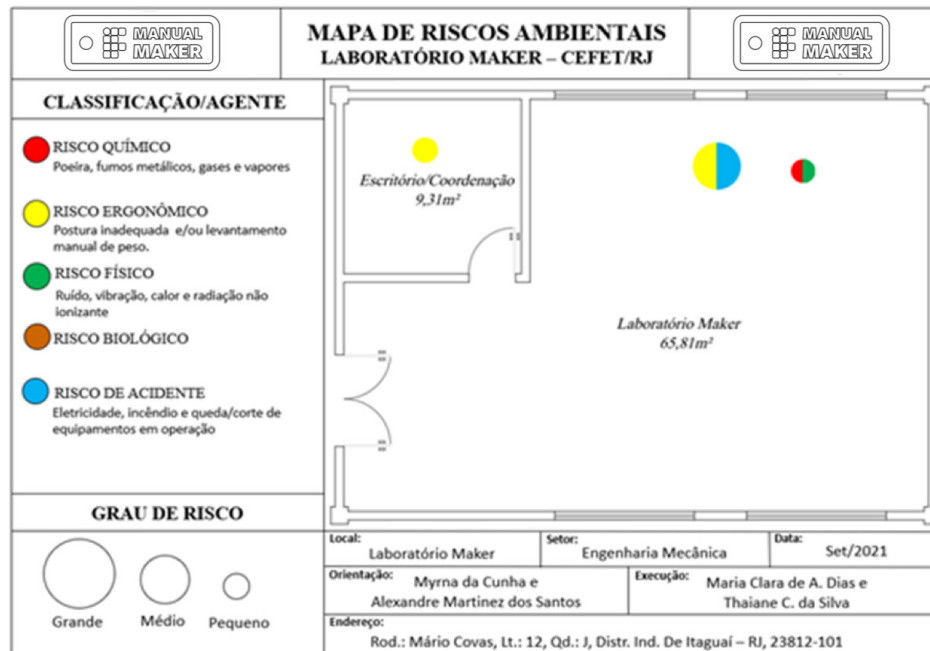 MANUAL
MAKER
MAPA DE RISCOS AMBIENTAIS
LABORATÓRIO MAKER – CEFET/RJ
MANUAL
MAKER
CLASSIFICAÇÃO/AGENTE
RISCO QUÍMICO
Poeira, fumos metálicos, gases e vapores
RISCO ERGONÔMICO
Postura inadequada e/ou levantamento
manual de peso.
RISCO FÍSICO
Ruído, vibração, calor e radiação não
ionizante
RISCO BIOLÓGICO
RISCO DE ACIDENTE
Eletricidade, incêndio e queda/corte de
equipamentos em operação
GRAU DE RISCO
Grande
Médio
Pequeno
Escritório/Coordenação
9,31m²
Laboratório Maker
65,81m²
Local:
Laboratório Maker
Setor:
Engenharia Mecânica
Data:
Set/2021
Orientação: Myrna da Cunha e
Alexandre Martinez dos Santos
Execução: Maria Clara de A. Dias e
Thaiane C. da Silva
Endereço:
Rod.: Mário Covas, Lt.: 12, Qd.: J, Distr. Ind. De Itaguaí – RJ, 23812-101